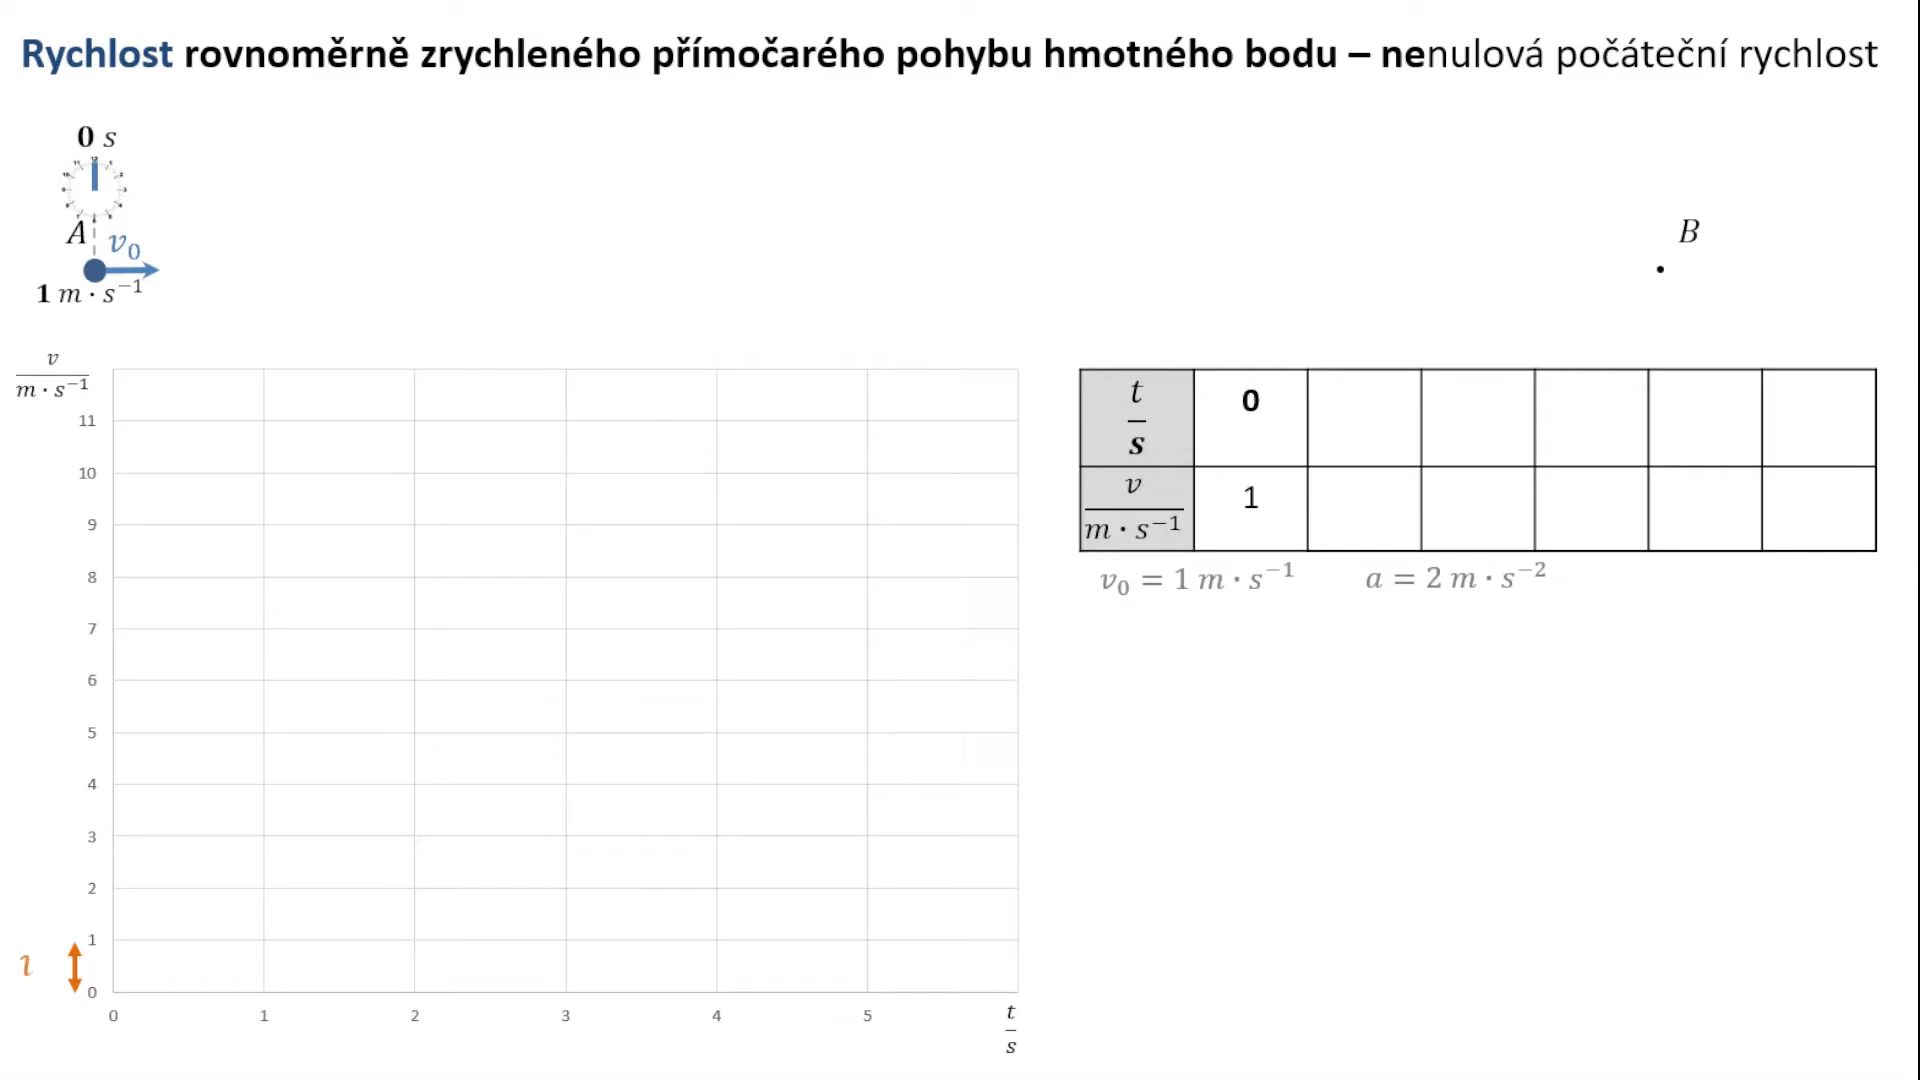 Rychlost rovnoměrně zrychleného přímočarého pohybu hmotného bodu – nenulová počáteční rychlost
0 s
A
v₀
B
1 m · s⁻¹
v
m · s⁻¹
11
10
9
8
7
6
5
4
3
2
1
0
0 1 2 3 4 5
t
s
t
s
0
v
m · s⁻¹
1
v₀ = 1 m · s⁻¹ a = 2 m · s⁻²